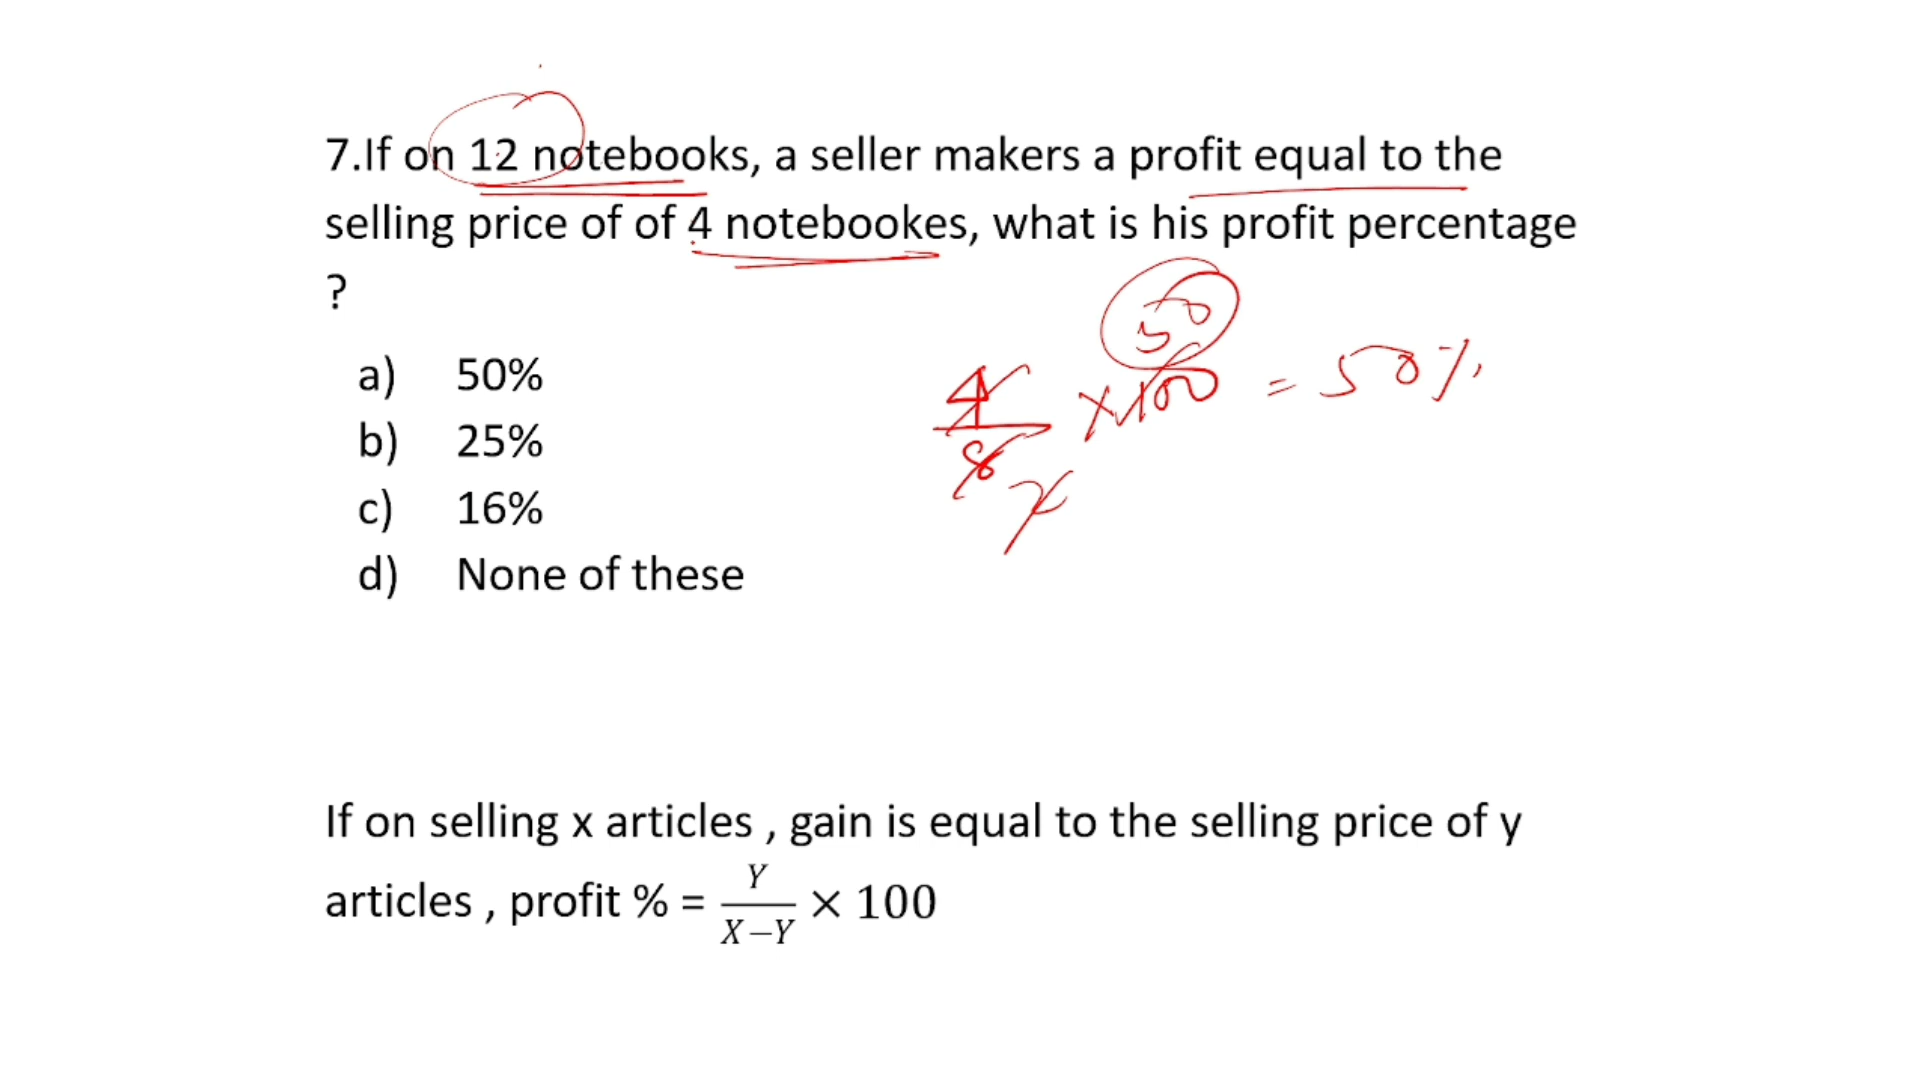 7.If on 12 notebooks, a seller makers a profit equal to the
selling price of of 4 notebookes, what is his profit percentage
?
a) 50%
b) 25%
c) 16%
d) None of these
50
4/8 × 100 = 50%
2
If on selling x articles , gain is equal to the selling price of y
articles , profit % = Y/(X−Y) × 100